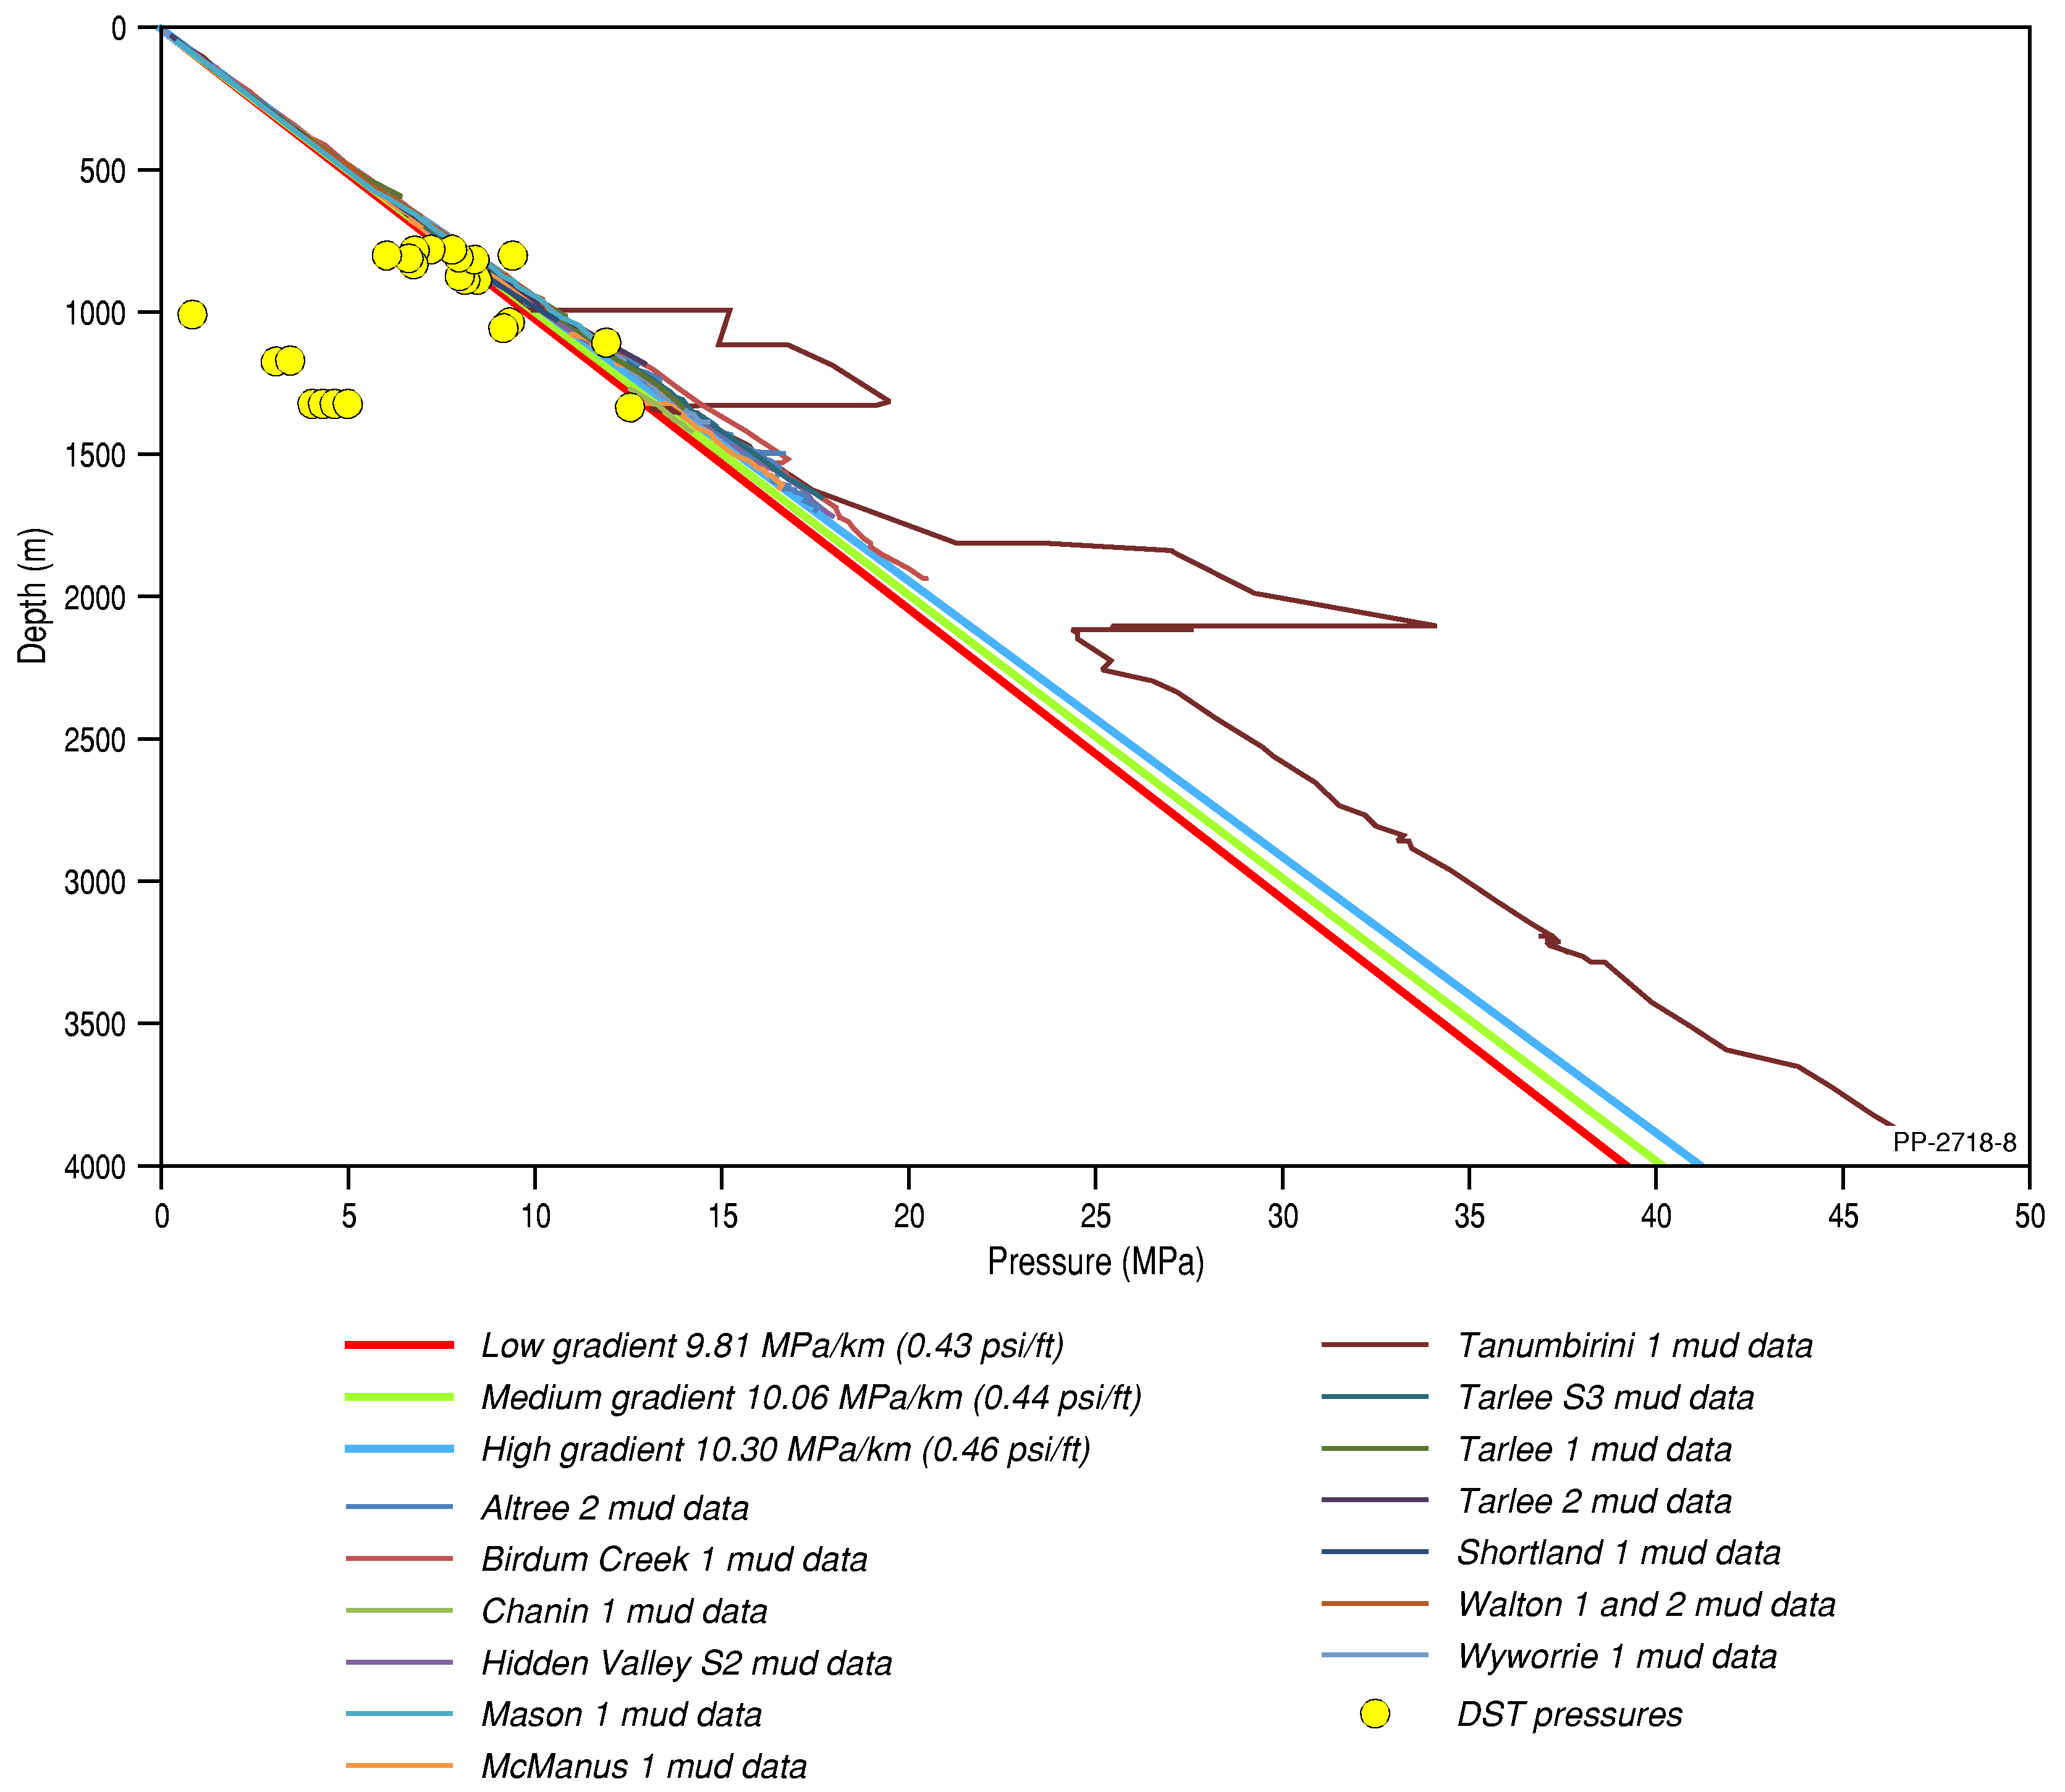 0
500
1000
1500
2000
2500
3000
3500
4000
Depth (m)
PP-2718-8
0 5 10 15 20 25 30 35 40 45 50
Pressure (MPa)
Low gradient 9.81 MPa/km (0.43 psi/ft)
Medium gradient 10.06 MPa/km (0.44 psi/ft)
High gradient 10.30 MPa/km (0.46 psi/ft)
Altree 2 mud data
Birdum Creek 1 mud data
Chanin 1 mud data
Hidden Valley S2 mud data
Mason 1 mud data
McManus 1 mud data
Tanumbirini 1 mud data
Tarlee S3 mud data
Tarlee 1 mud data
Tarlee 2 mud data
Shortland 1 mud data
Walton 1 and 2 mud data
Wyworrie 1 mud data
DST pressures